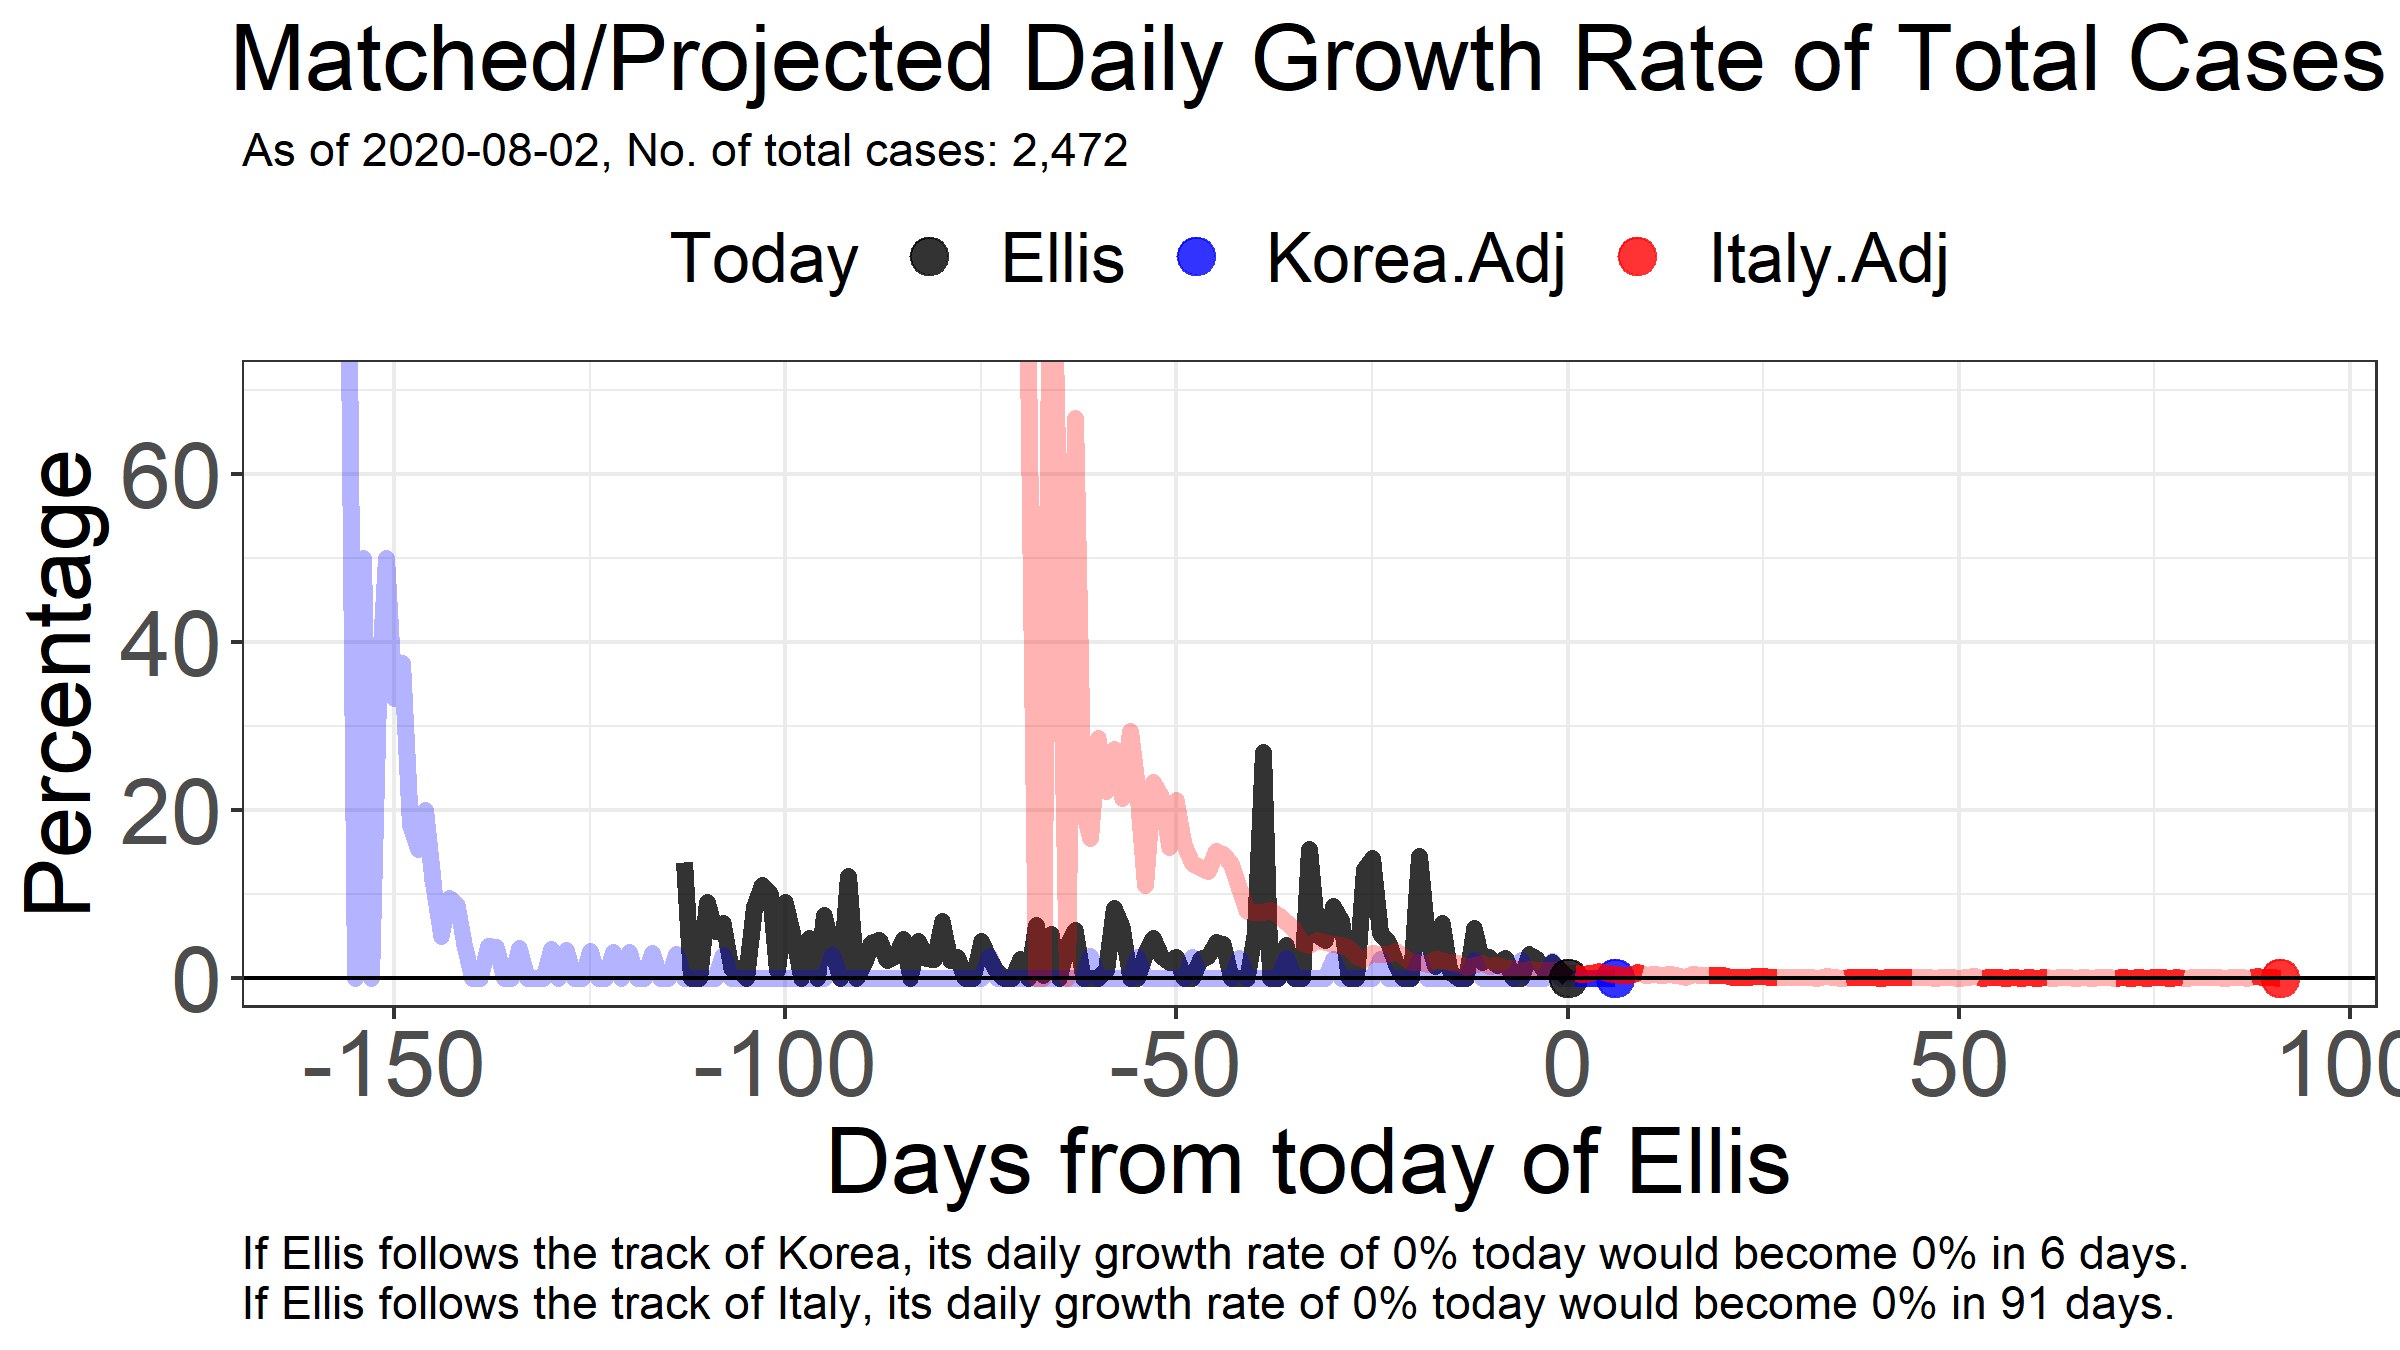 Matched/Projected Daily Growth Rate of Total Cases
As of 2020-08-02, No. of total cases: 2,472
Today Ellis Korea.Adj Italy.Adj
Percentage
60
40
20
0
-150 -100 -50 0 50 100
Days from today of Ellis
If Ellis follows the track of Korea, its daily growth rate of 0% today would become 0% in 6 days.
If Ellis follows the track of Italy, its daily growth rate of 0% today would become 0% in 91 days.